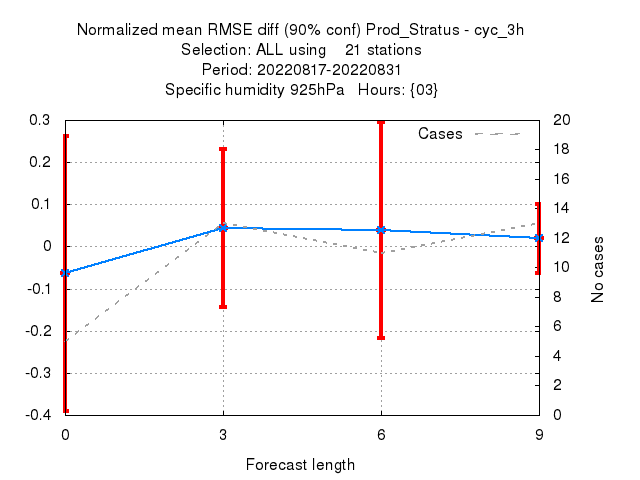 Normalized mean RMSE diff (90% conf) Prod_Stratus - cyc_3h
Selection: ALL using    21 stations
Period: 20220817-20220831
Specific humidity 925hPa   Hours: {03}
Cases
0.3
0.2
0.1
0
-0.1
-0.2
-0.3
-0.4
20
18
16
14
12
10
8
6
4
2
0
No cases
0 3 6 9
Forecast length